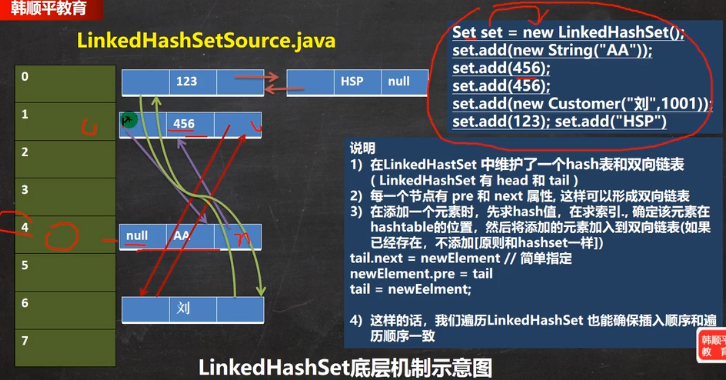 韩顺平教育
LinkedHashSetSource.java
Set set = new LinkedHashSet();
set.add(new String("AA"));
set.add(456);
set.add(456);
set.add(new Customer("刘",1001));
set.add(123); set.add("HSP")
0
123
HSP
null
1
456
2
3
4
null
AA
5
6
刘
7
说明
1) 在LinkedHastSet 中维护了一个hash表和双向链表
( LinkedHashSet 有 head 和 tail )
2) 每一个节点有 pre 和 next 属性, 这样可以形成双向链表
3) 在添加一个元素时，先求hash值，在求索引., 确定该元素在
hashtable的位置，然后将添加的元素加入到双向链表(如果
已经存在，不添加[原则和hashset一样])
tail.next = newElement // 简单指定
newElement.pre = tail
tail = newEelment;
4) 这样的话，我们遍历LinkedHashSet 也能确保插入顺序和遍
历顺序一致
韩顺平
教 育
LinkedHashSet底层机制示意图